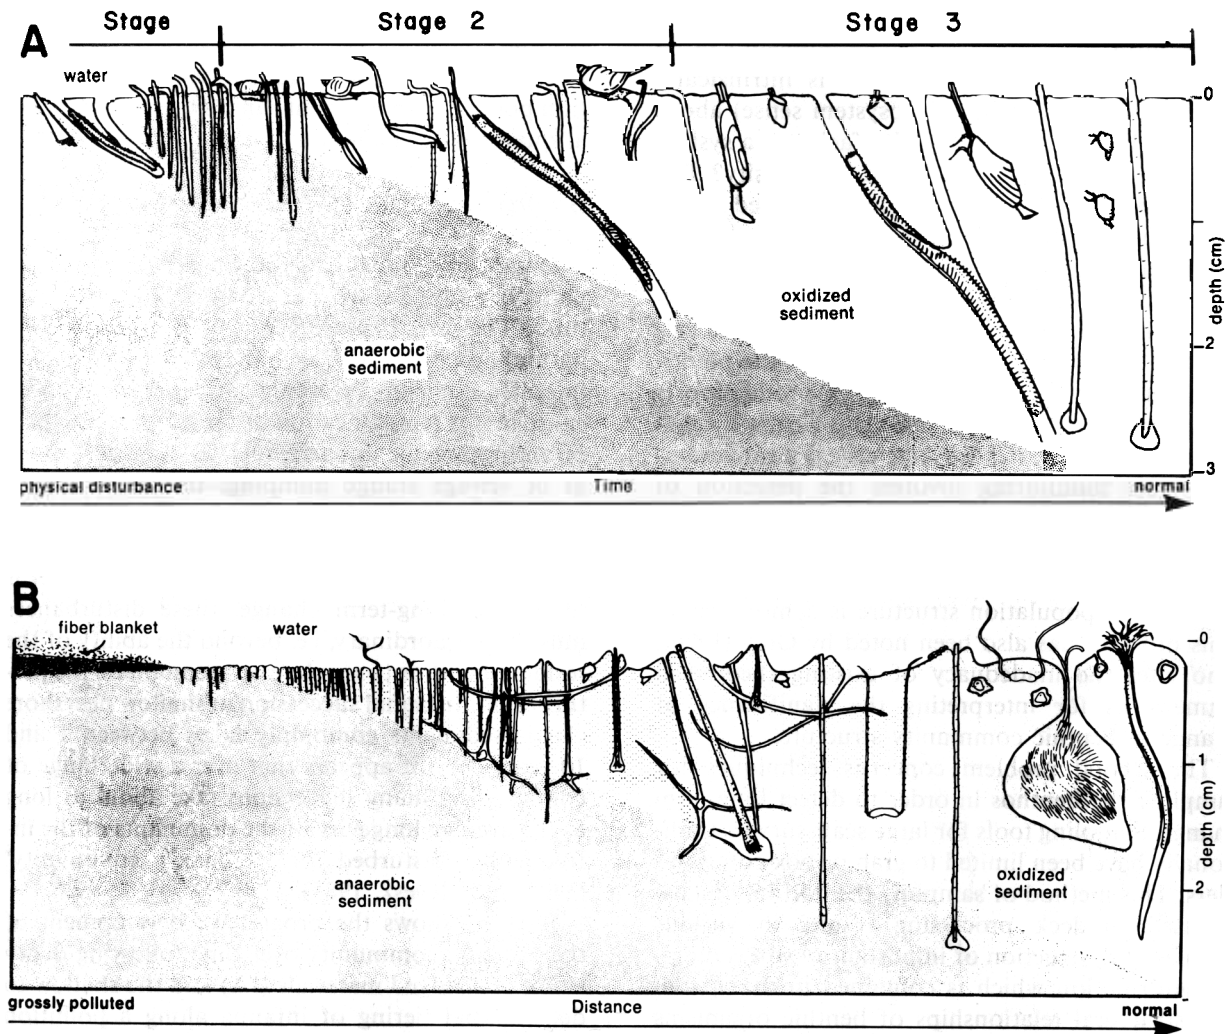 A
Stage
Stage 2
Stage 3
water
0
oxidized
sediment
depth (cm)
2
anaerobic
sediment
3
physical disturbance
Time
normal
B
fiber blanket
water
0
1
depth (cm)
anaerobic
sediment
oxidized
sediment
2
grossly polluted
Distance
normal